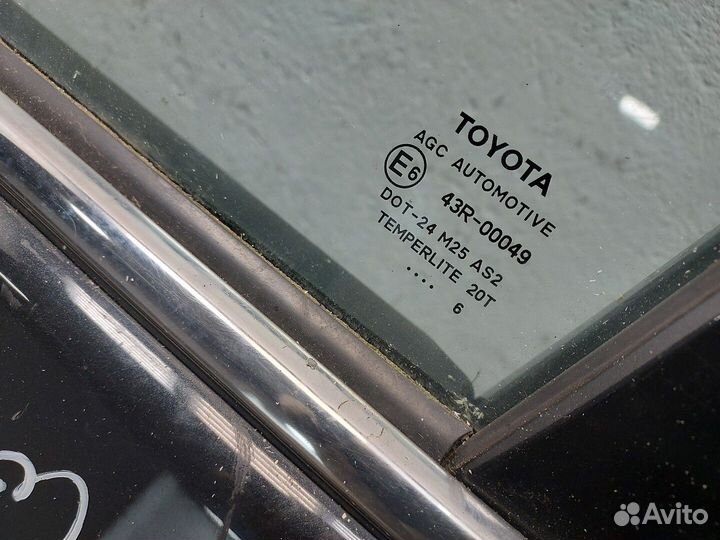 TOYOTA
AGC AUTOMOTIVE
E6 43R-00049
DOT-24 M25 AS2
TEMPERLITE 20T
....
6
Avito